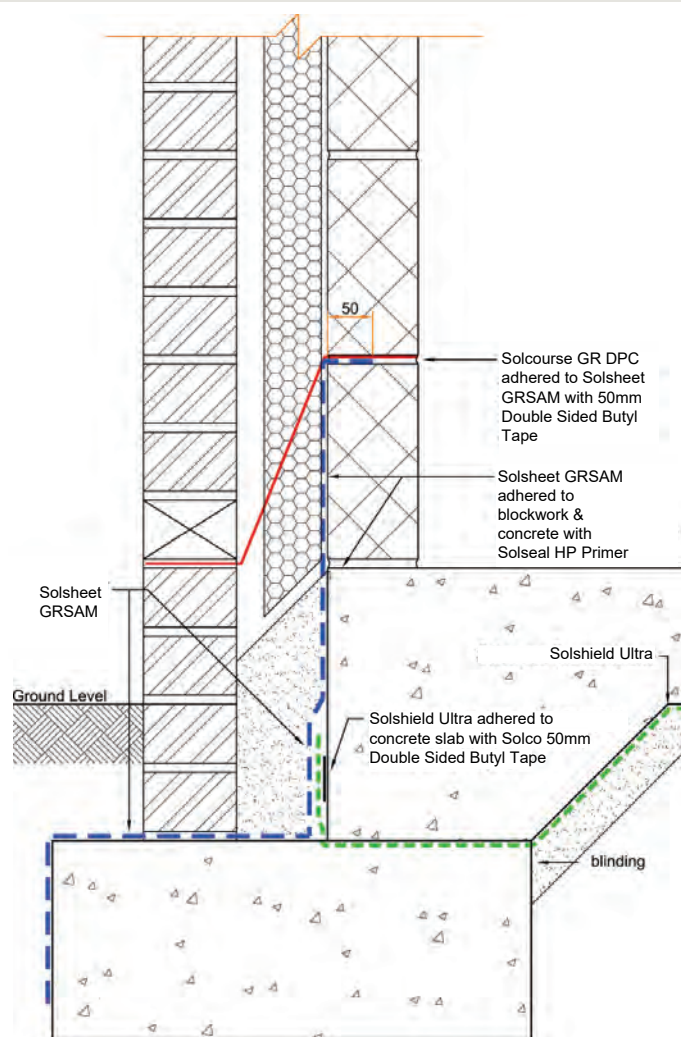 50
Solcourse GR DPC
adhered to Solsheet
GRSAM with 50mm
Double Sided Butyl
Tape
Solsheet GRSAM
adhered to
blockwork &
concrete with
Solseal HP Primer
Solsheet
GRSAM
Solshield Ultra
Ground Level
Solshield Ultra adhered to
concrete slab with Solco 50mm
Double Sided Butyl Tape
blinding